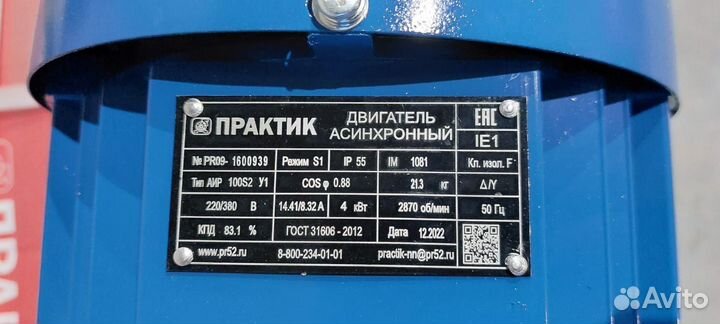 ПРАКТИК
ДВИГАТЕЛЬ
АСИНХРОННЫЙ
EAC
IE1
№ PR09- 1600939 Режим S1 IP 55 IM 1081 Кл. изол. F
Тип АИР 100S2 У1 COS φ 0.88 21.3 кг Δ/Y
220/380 В 14.41/8.32 А 4 кВт 2870 об/мин 50 Гц
КПД 83.1 % ГОСТ 31606 - 2012 Дата 12.2022
www.pr52.ru 8-800-234-01-01 practik-nn@pr52.ru
Avito